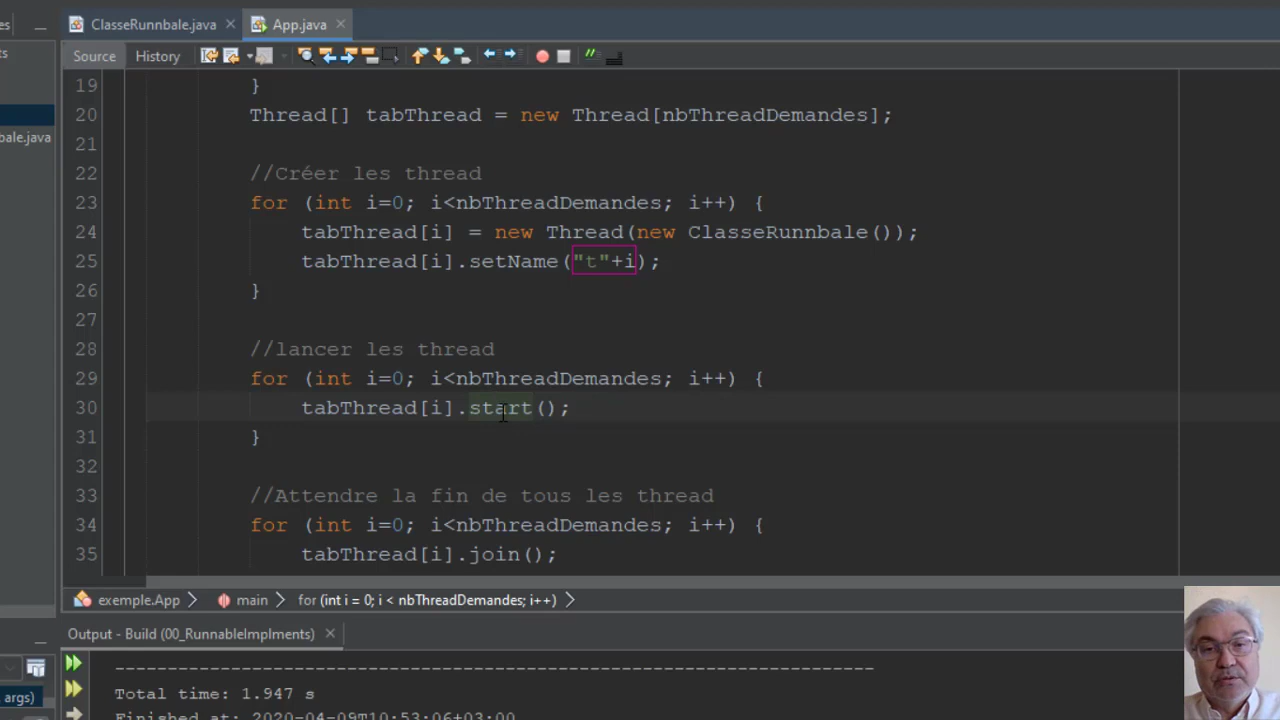 es
ClasseRunnbale.java
App.java
ts
Source
History
bale.java
19 }
20 Thread[] tabThread = new Thread[nbThreadDemandes];
21
22 //Créer les thread
23 for (int i=0; i<nbThreadDemandes; i++) {
24 tabThread[i] = new Thread(new ClasseRunnbale());
25 tabThread[i].setName("t"+i);
26 }
27
28 //lancer les thread
29 for (int i=0; i<nbThreadDemandes; i++) {
30 tabThread[i].start();
31 }
32
33 //Attendre la fin de tous les thread
34 for (int i=0; i<nbThreadDemandes; i++) {
35 tabThread[i].join();
exemple.App
main
for (int i = 0; i < nbThreadDemandes; i++)
Output - Build (00_RunnableImplments)
args)
------------------------------------------------------------------------
Total time: 1.947 s
Finished at: 2020-04-09T10:53:06+03:00